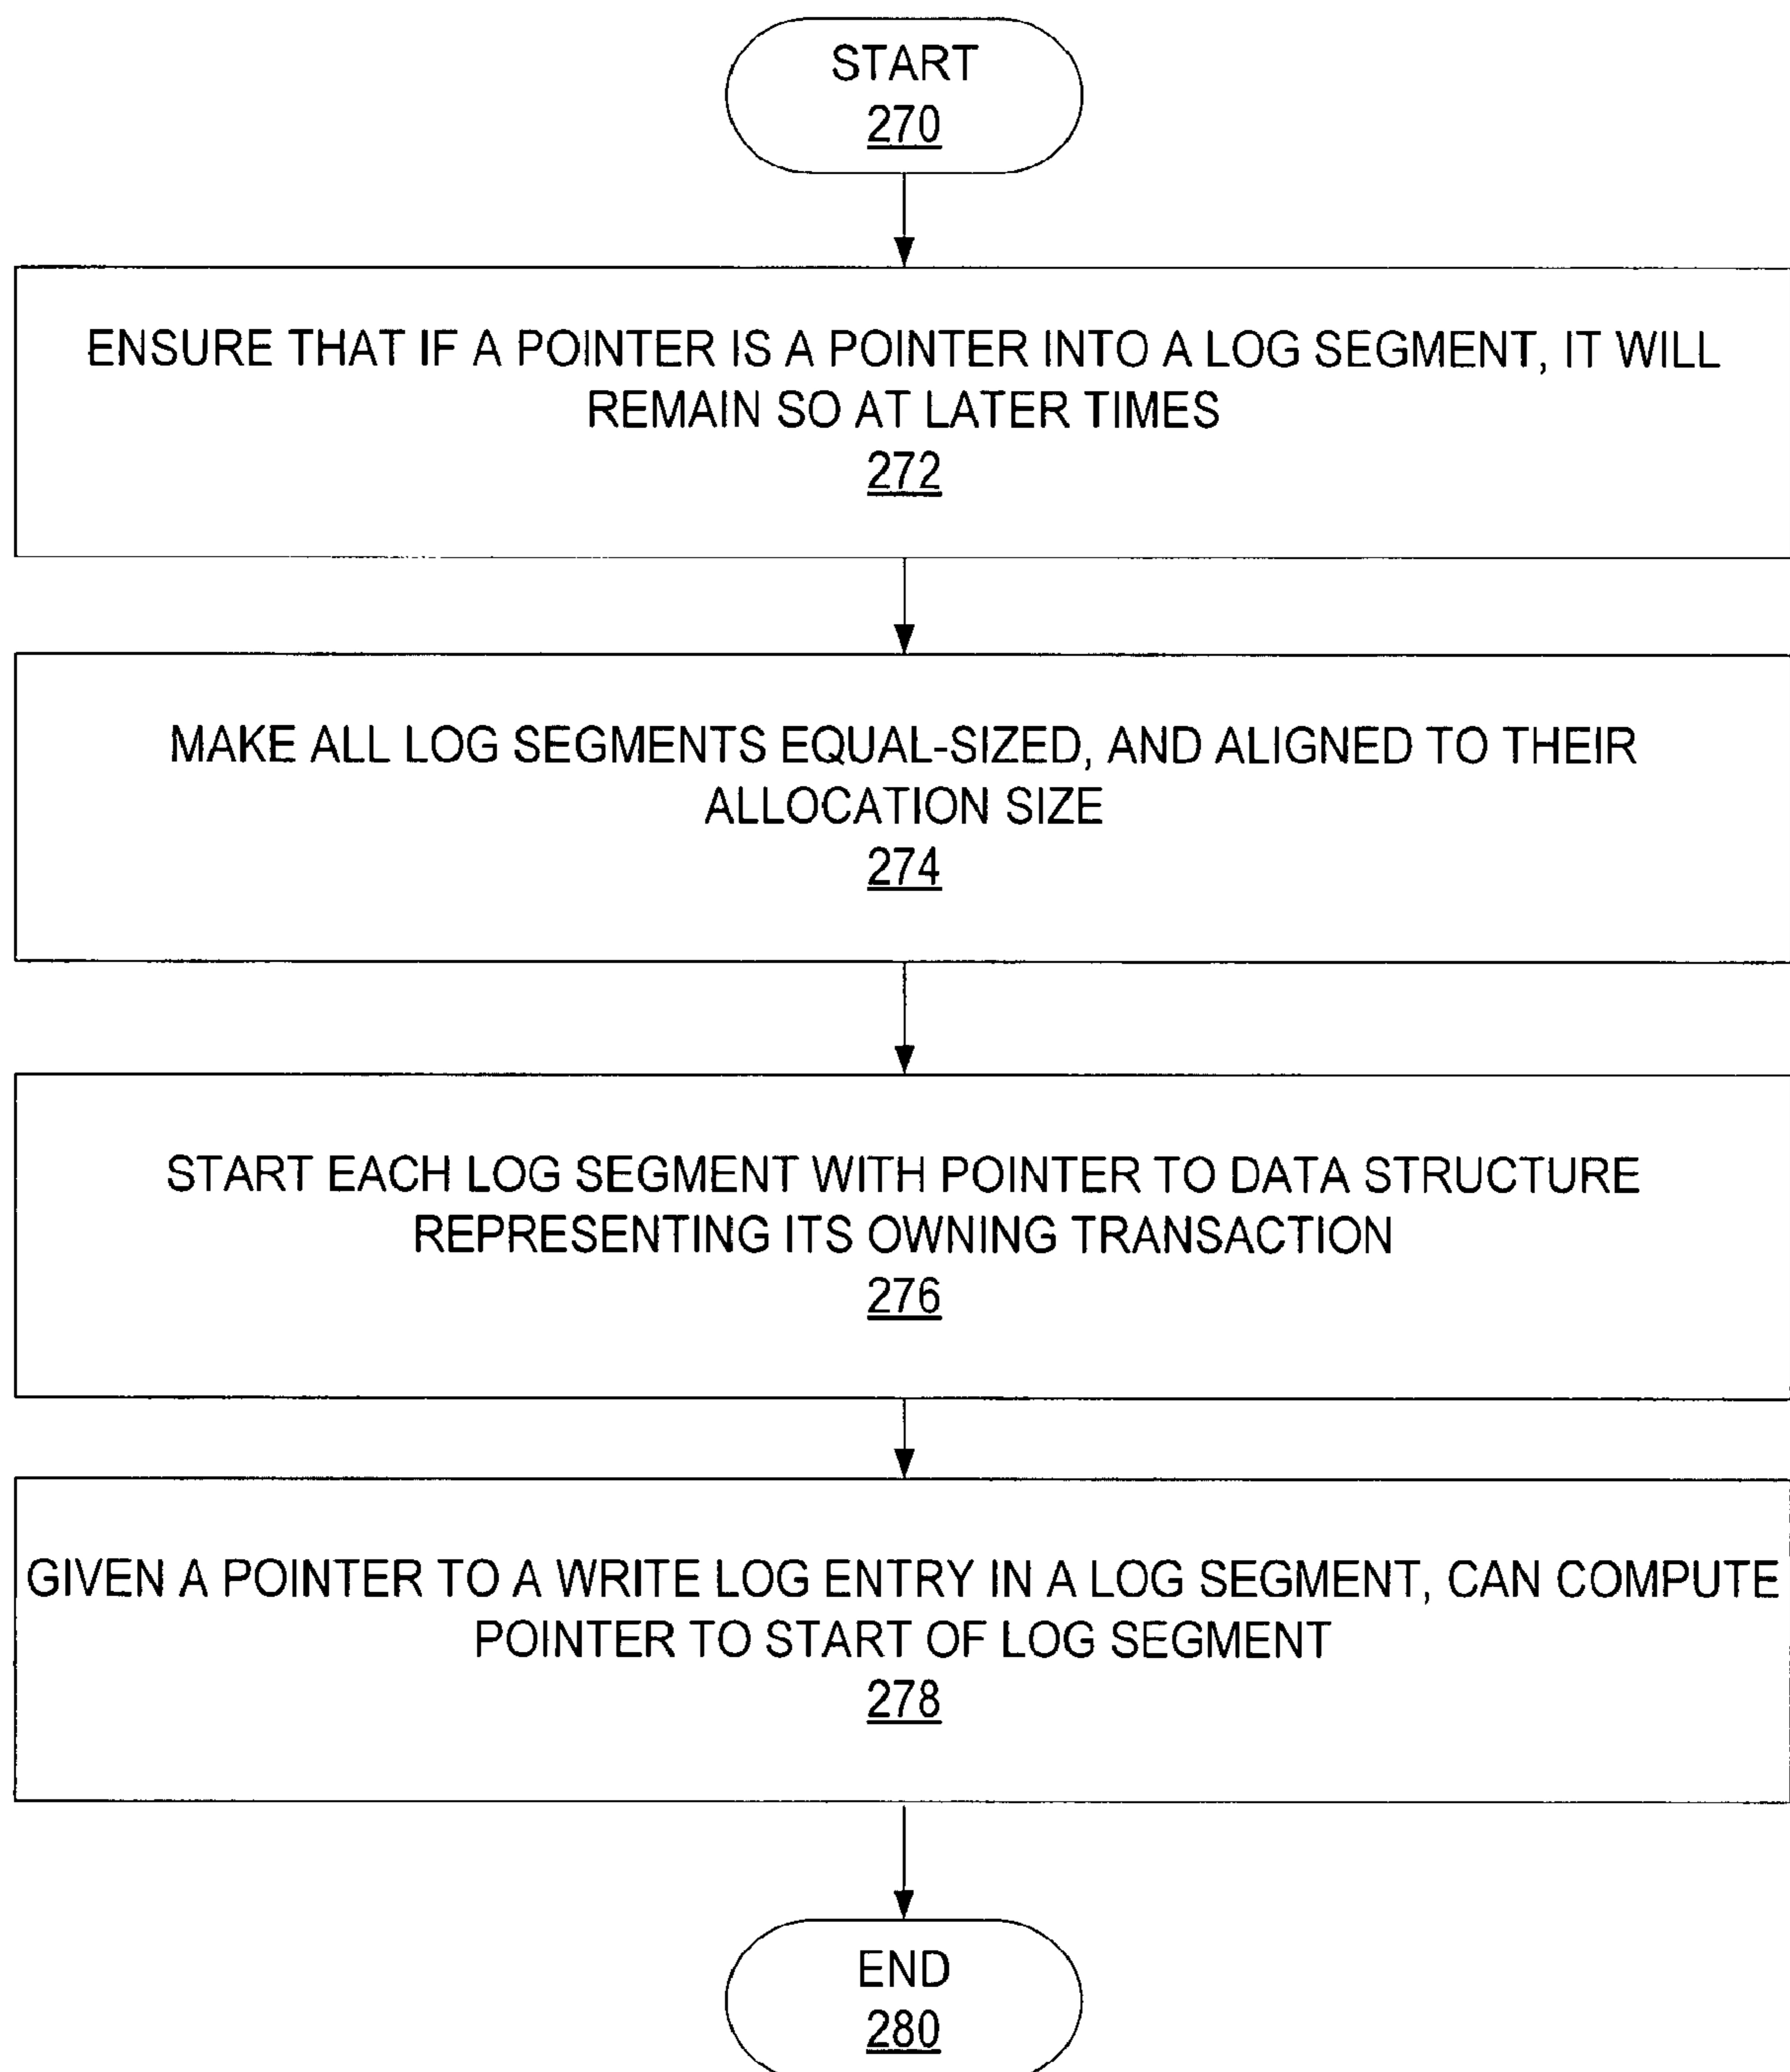 START
270
ENSURE THAT IF A POINTER IS A POINTER INTO A LOG SEGMENT, IT WILL
REMAIN SO AT LATER TIMES
272
MAKE ALL LOG SEGMENTS EQUAL-SIZED, AND ALIGNED TO THEIR
ALLOCATION SIZE
274
START EACH LOG SEGMENT WITH POINTER TO DATA STRUCTURE
REPRESENTING ITS OWNING TRANSACTION
276
GIVEN A POINTER TO A WRITE LOG ENTRY IN A LOG SEGMENT, CAN COMPUTE
POINTER TO START OF LOG SEGMENT
278
END
280